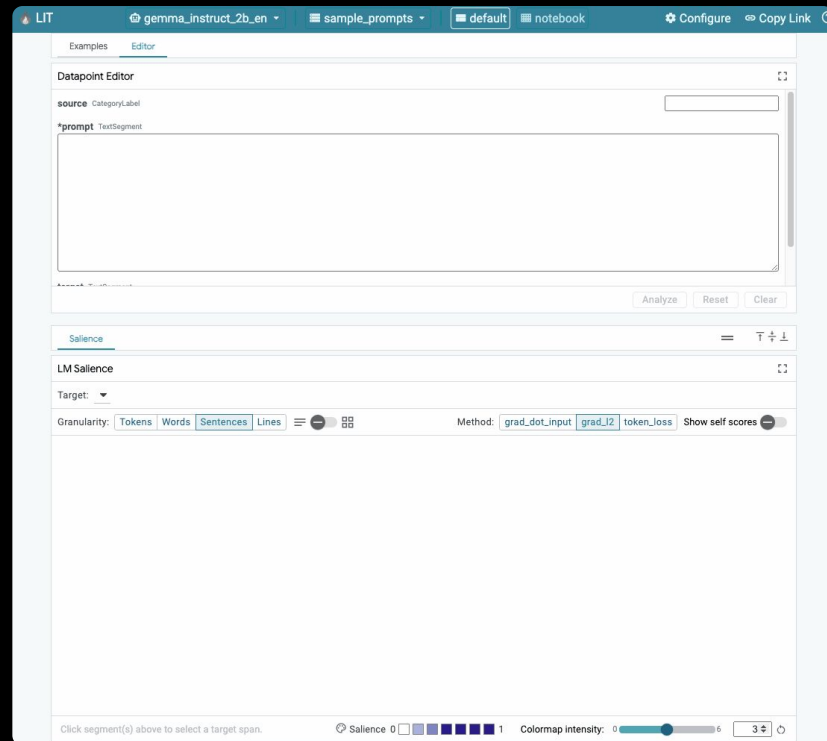 LIT gemma_instruct_2b_en sample_prompts default notebook Configure Copy Link
Examples Editor
Datapoint Editor
source CategoryLabel
*prompt TextSegment
Analyze Reset Clear
Salience
LM Salience
Target:
Granularity: Tokens Words Sentences Lines Method: grad_dot_input grad_l2 token_loss Show self scores
Click segment(s) above to select a target span. Salience 0 1 Colormap intensity: 0 6 3